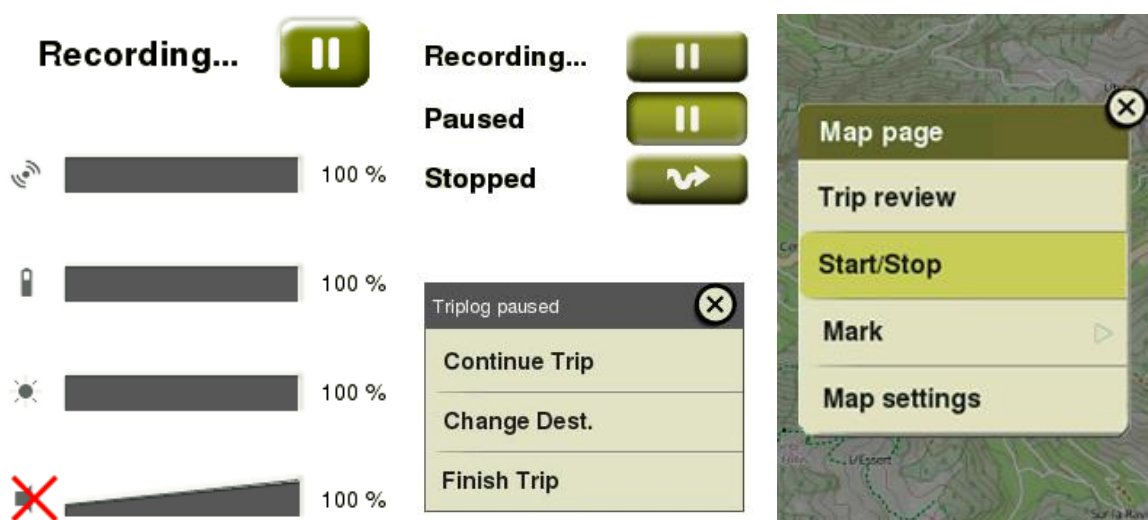 Recording...
100 %
100 %
100 %
100 %
Recording...
Paused
Stopped
Triplog paused
Continue Trip
Change Dest.
Finish Trip
Map page
Trip review
Start/Stop
Mark
Map settings
L'Essert